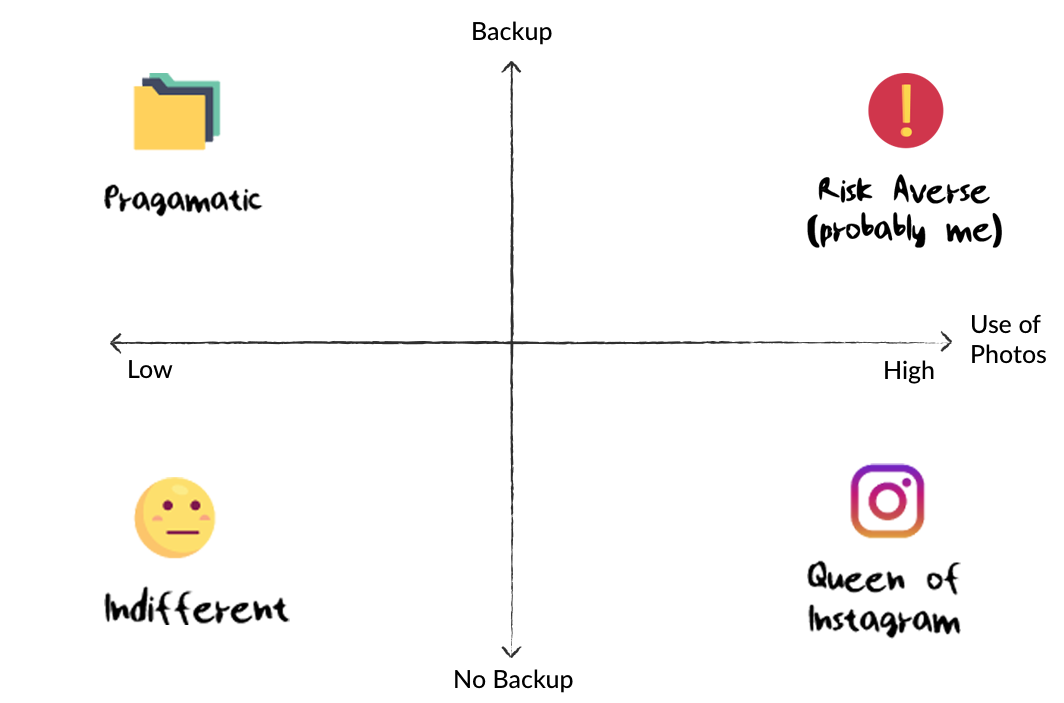 Backup
Pragamatic
Risk Averse
(probably me)
Use of
Photos
Low
High
Indifferent
Queen of
Instagram
No Backup